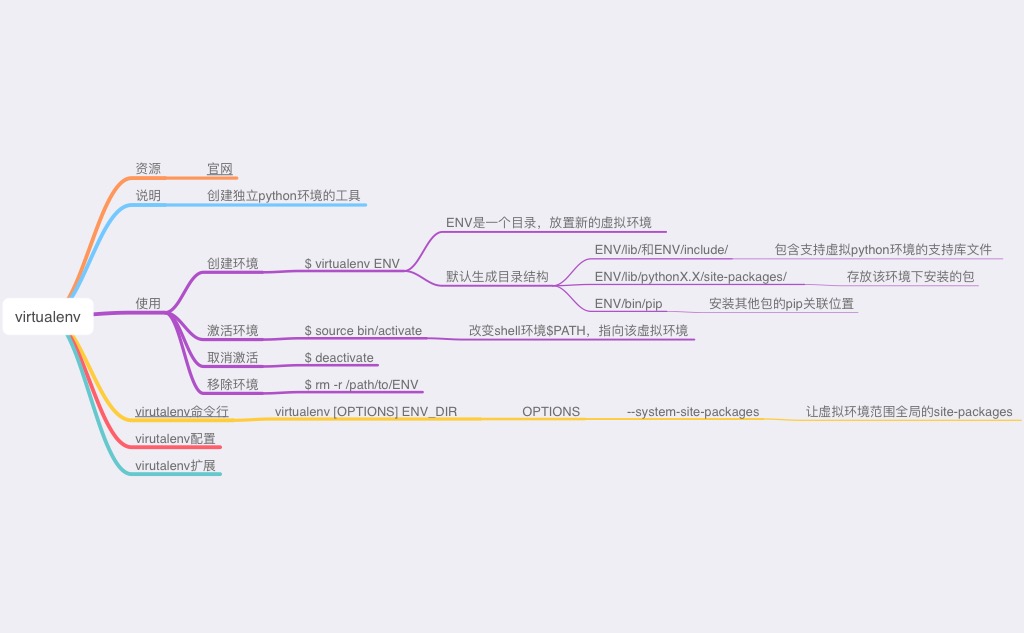 virtualenv
资源
官网
说明
创建独立python环境的工具
使用
创建环境
$ virtualenv ENV
ENV是一个目录，放置新的虚拟环境
默认生成目录结构
ENV/lib/和ENV/include/
包含支持虚拟python环境的支持库文件
ENV/lib/pythonX.X/site-packages/
存放该环境下安装的包
ENV/bin/pip
安装其他包的pip关联位置
激活环境
$ source bin/activate
改变shell环境$PATH，指向该虚拟环境
取消激活
$ deactivate
移除环境
$ rm -r /path/to/ENV
virutalenv命令行
virtualenv [OPTIONS] ENV_DIR
OPTIONS
--system-site-packages
让虚拟环境范围全局的site-packages
virutalenv配置
virutalenv扩展